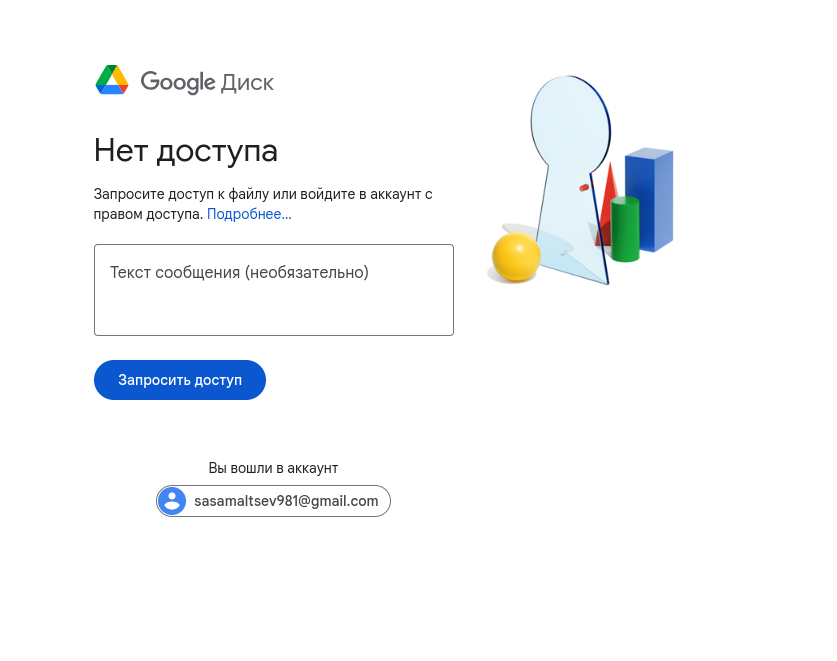 Google Диск
Нет доступа
Запросите доступ к файлу или войдите в аккаунт с
правом доступа. Подробнее…
Текст сообщения (необязательно)
Запросить доступ
Вы вошли в аккаунт
sasamaltsev981@gmail.com